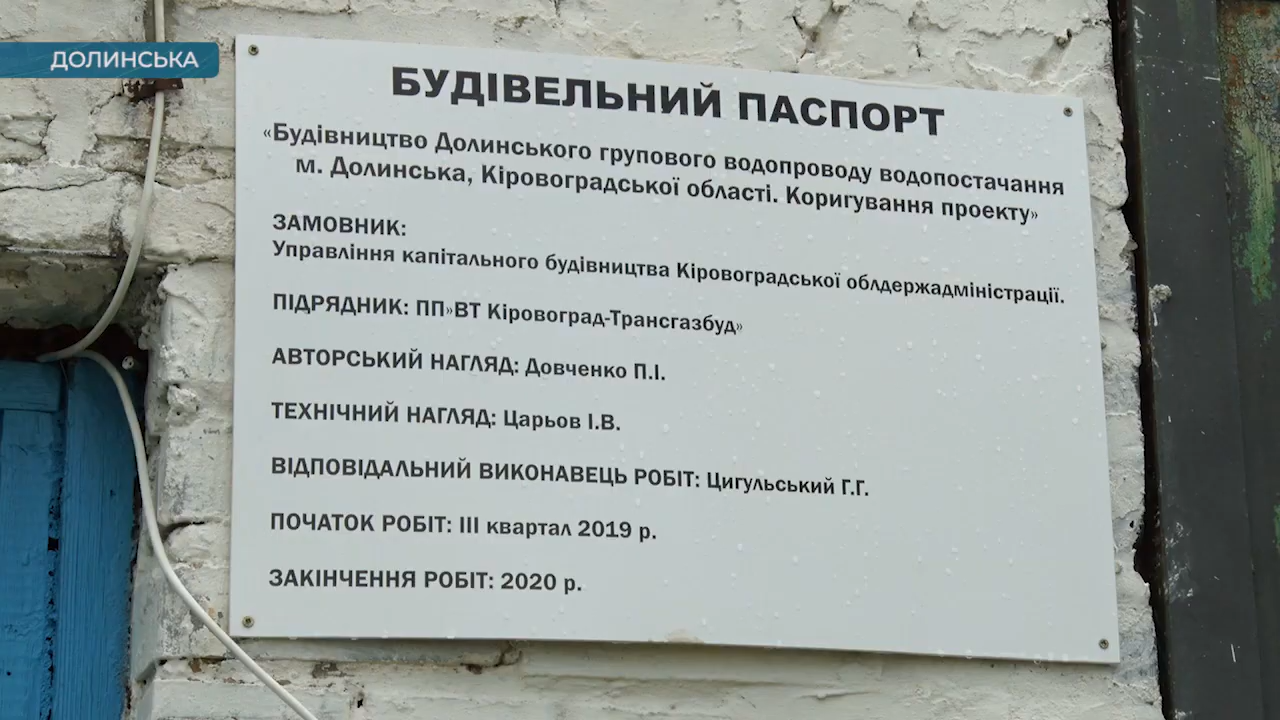 ДОЛИНСЬКА
БУДІВЕЛЬНИЙ ПАСПОРТ
«Будівництво Долинського групового водопроводу водопостачання
м. Долинська, Кіровоградської області. Коригування проекту»
ЗАМОВНИК:
Управління капітального будівництва Кіровоградської облдержадміністрації.
ПІДРЯДНИК: ПП»ВТ Кіровоград-Трансгазбуд»
АВТОРСЬКИЙ НАГЛЯД: Довченко П.І.
ТЕХНІЧНИЙ НАГЛЯД: Царьов І.В.
ВІДПОВІДАЛЬНИЙ ВИКОНАВЕЦЬ РОБІТ: Цигульський Г.Г.
ПОЧАТОК РОБІТ: ІІІ квартал 2019 р.
ЗАКІНЧЕННЯ РОБІТ: 2020 р.